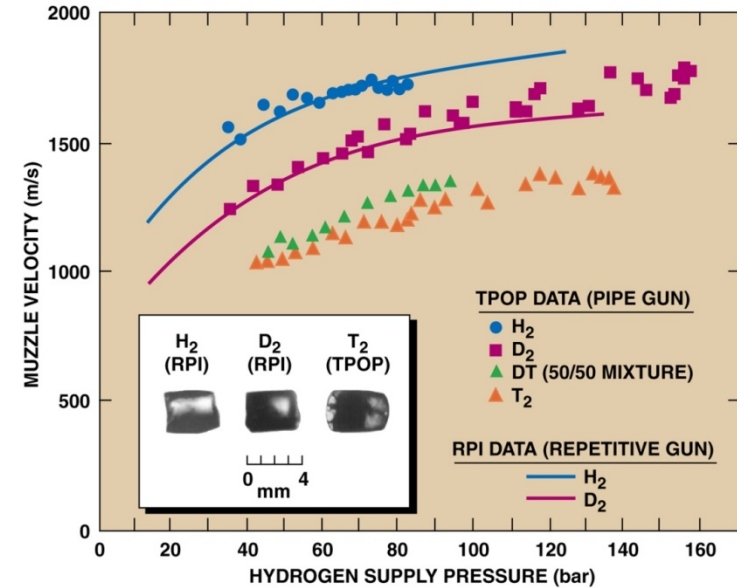 2000
1500
1000
500
0
MUZZLE VELOCITY (m/s)
0 20 40 60 80 100 120 140 160
HYDROGEN SUPPLY PRESSURE (bar)
H₂ D₂ T₂
(RPI) (RPI) (TPOP)
0 4
mm
TPOP DATA (PIPE GUN)
H₂
D₂
DT (50/50 MIXTURE)
T₂
RPI DATA (REPETITIVE GUN)
H₂
D₂